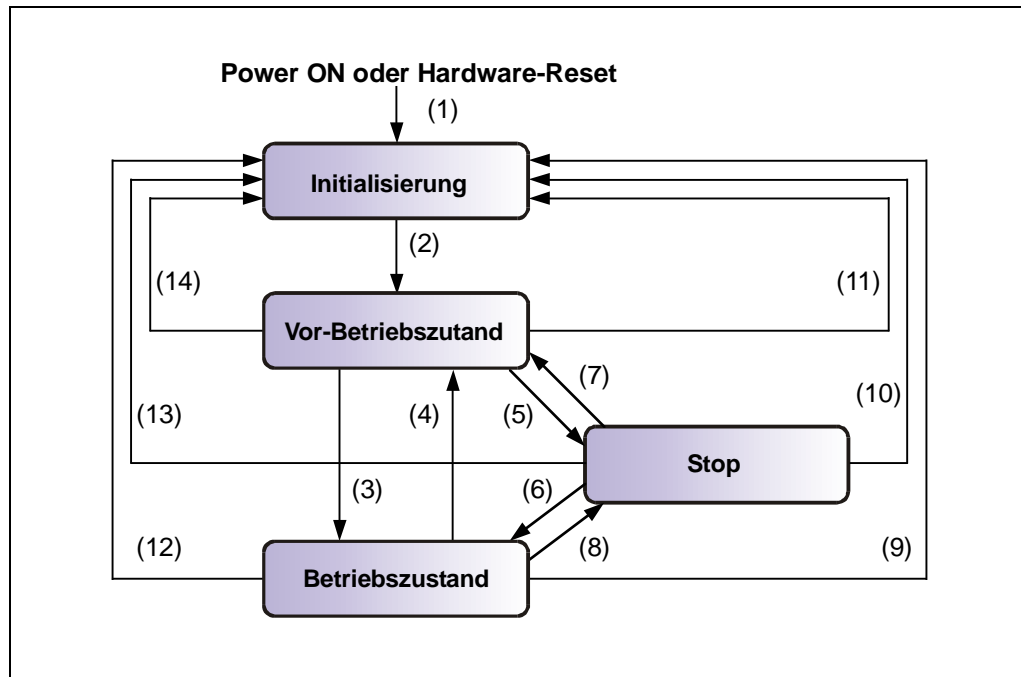 Power ON oder Hardware-Reset
(1)
Initialisierung
(2)
(14)
(11)
Vor-Betriebszutand
(7)
(13)
(4)
(5)
(10)
Stop
(3)
(6)
(12)
(8)
(9)
Betriebszustand